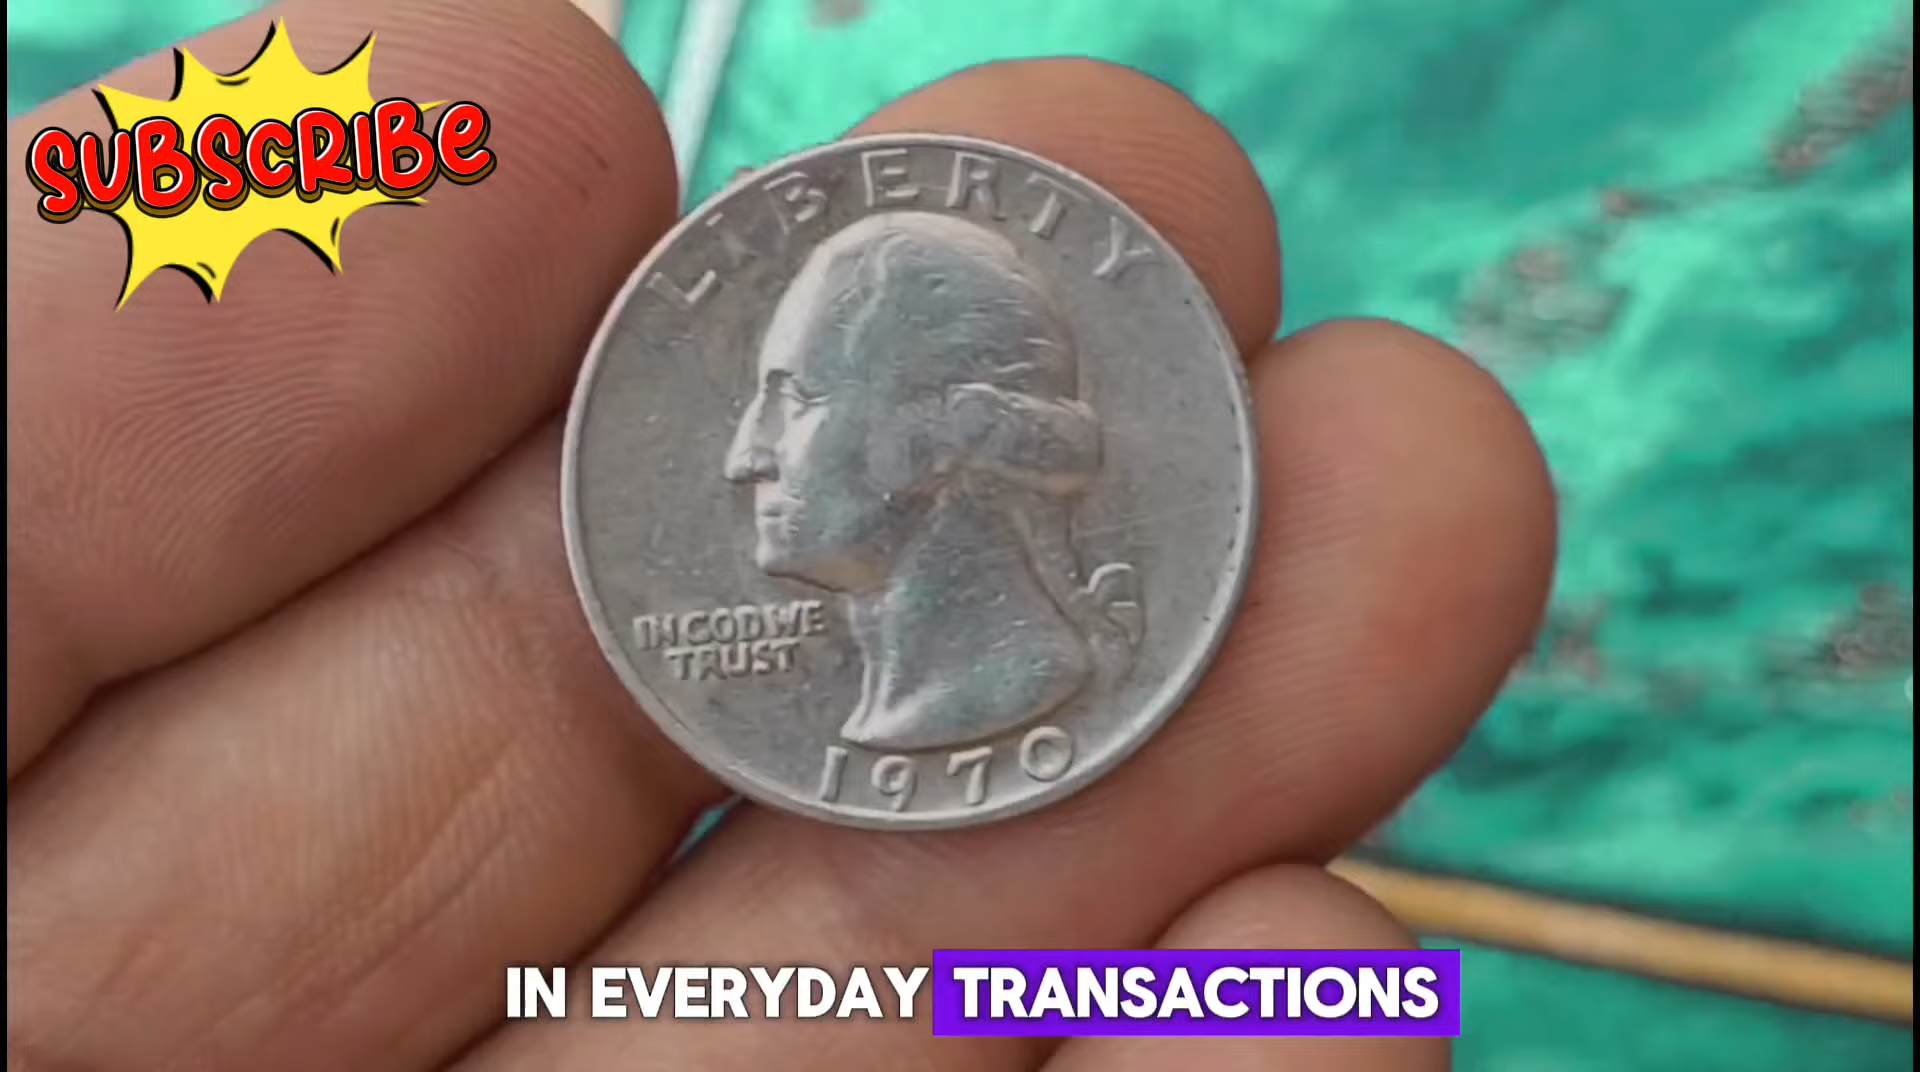 SUBSCRIBE
LIBERTY
IN GOD WE
TRUST
1970
IN EVERYDAY TRANSACTIONS